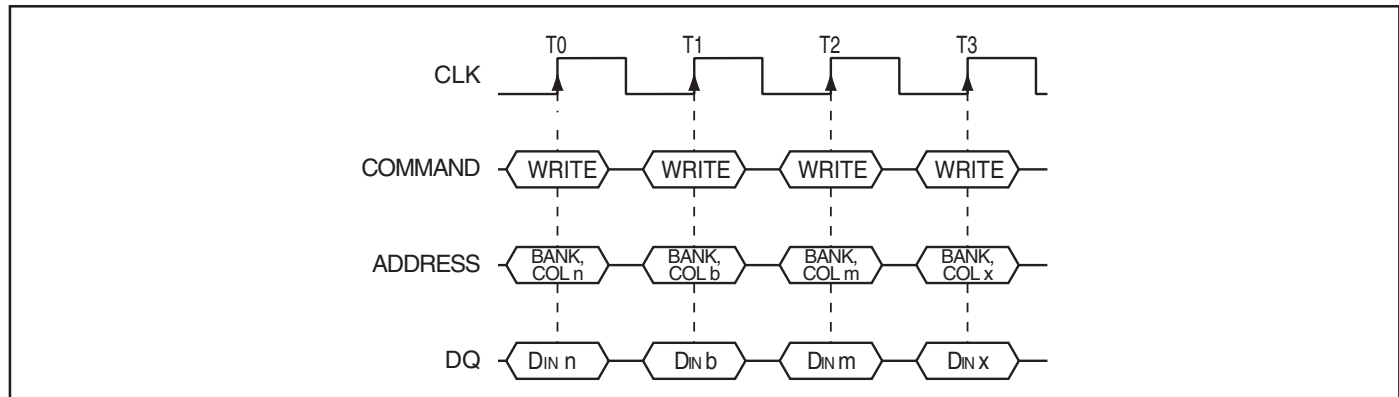 T0 T1 T2 T3
CLK
COMMAND WRITE WRITE WRITE WRITE
ADDRESS BANK, COL n BANK, COL b BANK, COL m BANK, COL x
DQ DIN n DIN b DIN m DIN x